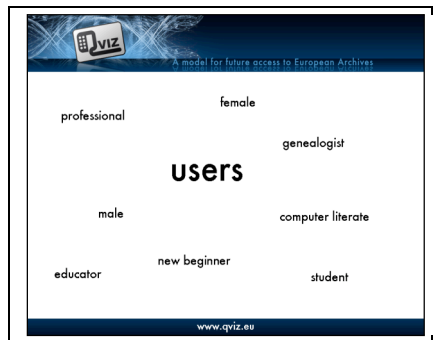 QVIZ
A model for future access to European Archives
female
professional
genealogist
users
male
computer literate
new beginner
educator
student
www.qviz.eu